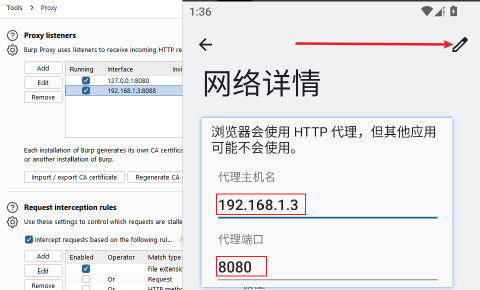 Tools > Proxy
Proxy listeners
Burp Proxy uses listeners to receive incoming HTTP re
Add
Edit
Remove
Running Interface Invi
127.0.0.1:8080
192.168.1.3:8088
Each installation of Burp generates its own CA certifica
or another installation of Burp.
Import / export CA certificate
Regenerate CA
Request interception rules
Use these settings to control which requests are stalle
Intercept requests based on the following rul...
Add
Edit
Remove
Enabled Operator Match type
File extension
Or Request
Or HTTP metho
1:36
网络详情
浏览器会使用 HTTP 代理，但其他应用
可能不会使用。
代理主机名
192.168.1.3
代理端口
8080